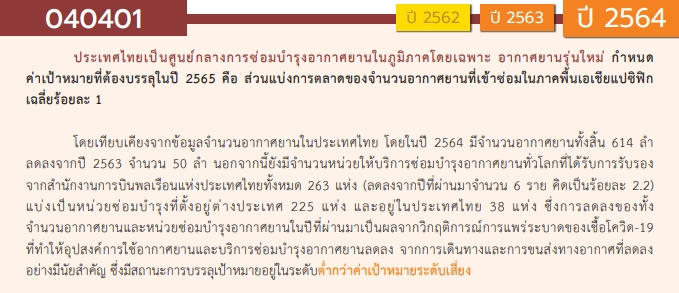 040401
ปี 2562
ปี 2563
ปี 2564
ประเทศไทยเป็นศูนย์กลางการซ่อมบำรุงอากาศยานในภูมิภาคโดยเฉพาะ อากาศยานรุ่นใหม่ กำหนด
ค่าเป้าหมายที่ต้องบรรลุในปี 2565 คือ ส่วนแบ่งการตลาดของจำนวนอากาศยานที่เข้าซ่อมในภาคพื้นเอเชียแปซิฟิก
เฉลี่ยร้อยละ 1
โดยเทียบเคียงจากข้อมูลจำนวนอากาศยานในประเทศไทย โดยในปี 2564 มีจำนวนอากาศยานทั้งสิ้น 614 ลำ
ลดลงจากปี 2563 จำนวน 50 ลำ นอกจากนี้ยังมีจำนวนหน่วยให้บริการซ่อมบำรุงอากาศยานทั่วโลกที่ได้รับการรับรอง
จากสำนักงานการบินพลเรือนแห่งประเทศไทยทั้งหมด 263 แห่ง (ลดลงจากปีที่ผ่านมาจำนวน 6 ราย คิดเป็นร้อยละ 2.2)
แบ่งเป็นหน่วยซ่อมบำรุงที่ตั้งอยู่ต่างประเทศ 225 แห่ง และอยู่ในประเทศไทย 38 แห่ง ซึ่งการลดลงของทั้ง
จำนวนอากาศยานและหน่วยซ่อมบำรุงอากาศยานในปีที่ผ่านมาเป็นผลจากวิกฤติการณ์การแพร่ระบาดของเชื้อโควิด-19
ที่ทำให้อุปสงค์การใช้อากาศยานและบริการซ่อมบำรุงอากาศยานลดลง จากการเดินทางและการขนส่งทางอากาศที่ลดลง
อย่างมีนัยสำคัญ ซึ่งมีสถานะการบรรลุเป้าหมายอยู่ในระดับต่ำกว่าค่าเป้าหมายระดับเสี่ยง